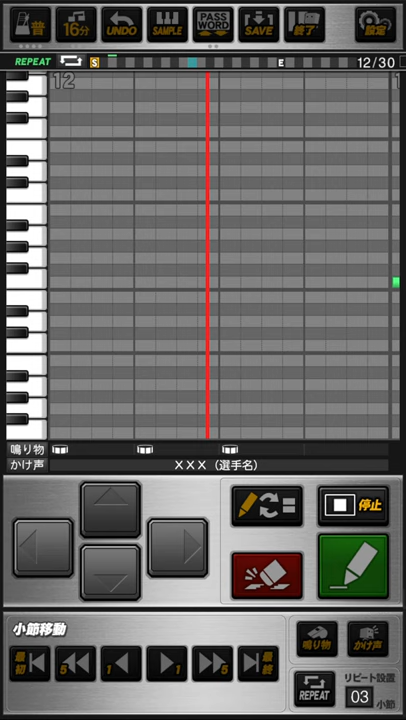 普 16分 UNDO SAMPLE PASS WORD SAVE 終了 設定
REPEAT S E 12/30
12
鳴り物
かけ声 XXX（選手名）
停止
小節移動
最初 5 1 1 5 最終
鳴り物 かけ声
REPEAT リピート設置
03 小節